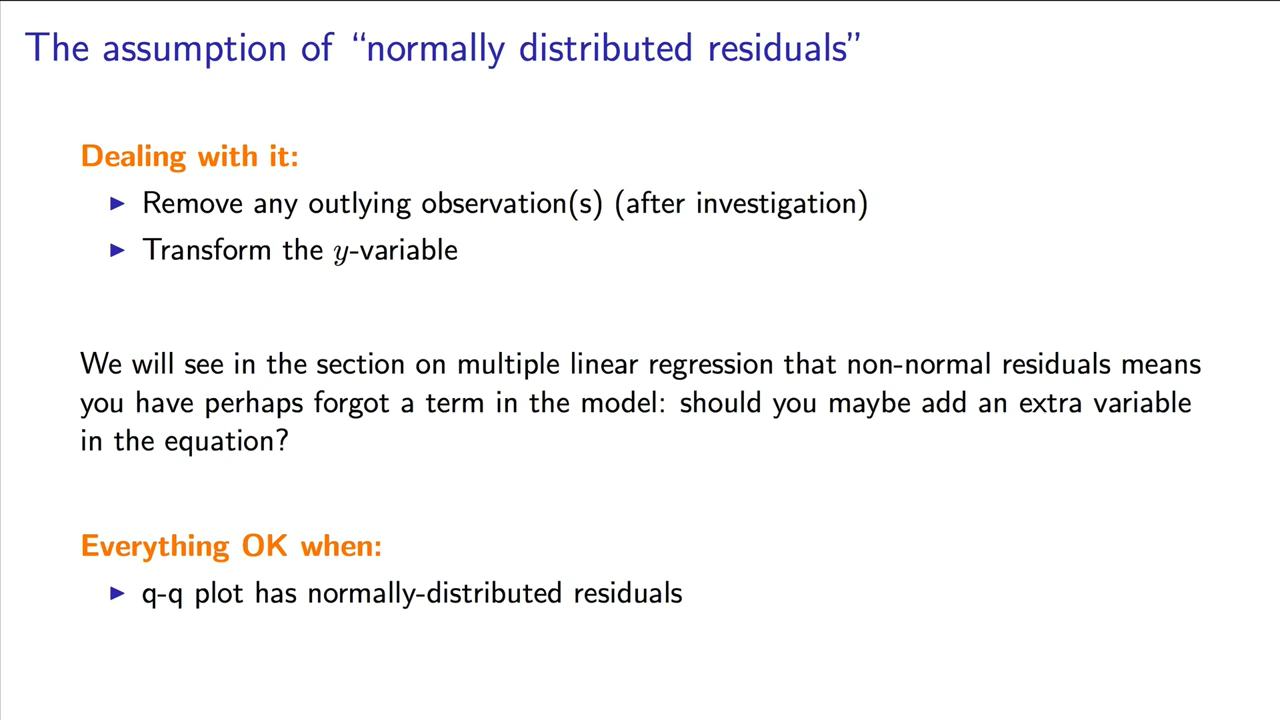 The assumption of “normally distributed residuals”
Dealing with it:
▶ Remove any outlying observation(s) (after investigation)
▶ Transform the y-variable
We will see in the section on multiple linear regression that non-normal residuals means
you have perhaps forgot a term in the model: should you maybe add an extra variable
in the equation?
Everything OK when:
▶ q-q plot has normally-distributed residuals